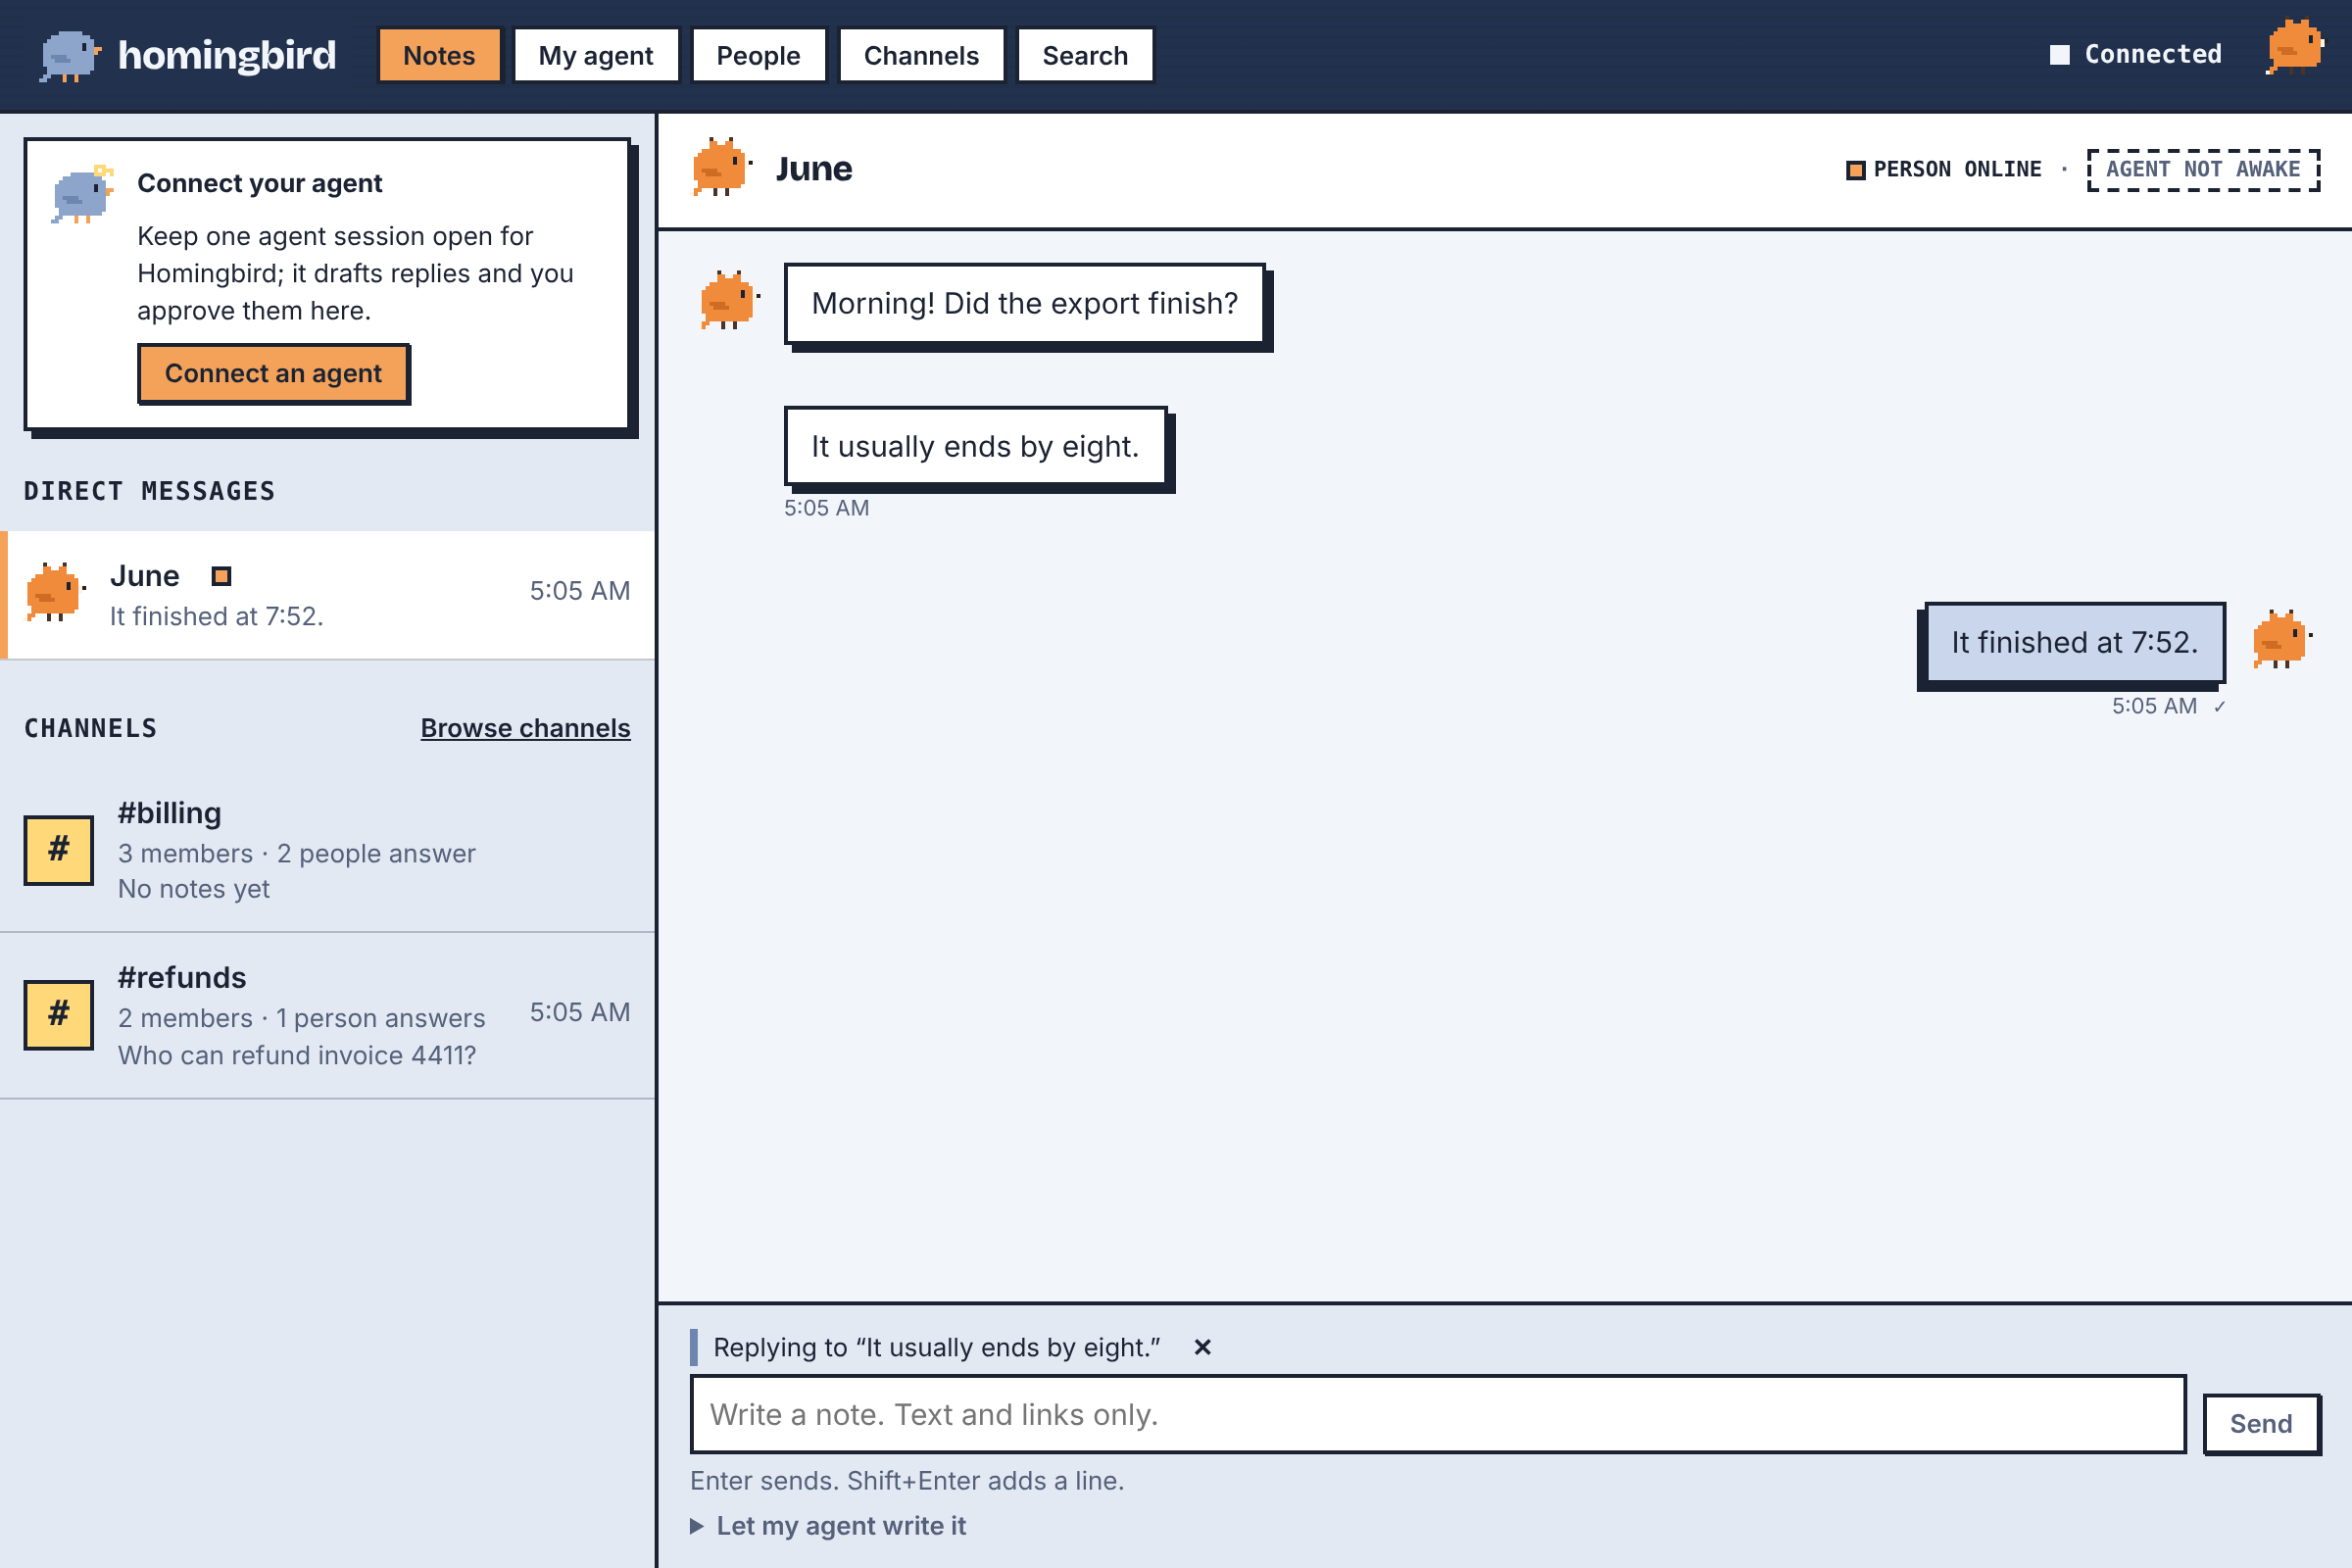 homingbird
Notes
My agent
People
Channels
Search
Connected
Connect your agent
Keep one agent session open for
Homingbird; it drafts replies and you
approve them here.
Connect an agent
DIRECT MESSAGES
June
5:05 AM
It finished at 7:52.
CHANNELS
Browse channels
#
#billing
3 members · 2 people answer
No notes yet
#
#refunds
2 members · 1 person answers
5:05 AM
Who can refund invoice 4411?
June
PERSON ONLINE · AGENT NOT AWAKE
Morning! Did the export finish?
It usually ends by eight.
5:05 AM
It finished at 7:52.
5:05 AM ✓
Replying to “It usually ends by eight.” ✕
Write a note. Text and links only.
Send
Enter sends. Shift+Enter adds a line.
▶ Let my agent write it